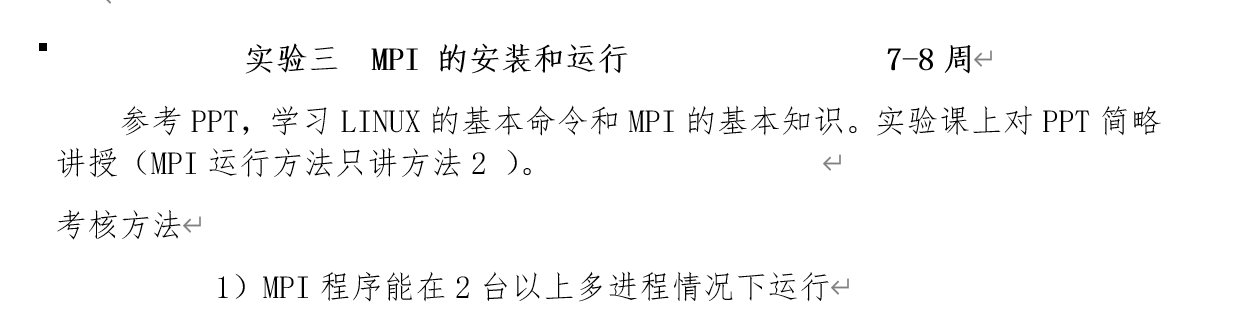 实验三 MPI 的安装和运行 7-8 周
参考 PPT，学习 LINUX 的基本命令和 MPI 的基本知识。实验课上对 PPT 简略
讲授（MPI 运行方法只讲方法 2 ）。
考核方法
1）MPI 程序能在 2 台以上多进程情况下运行